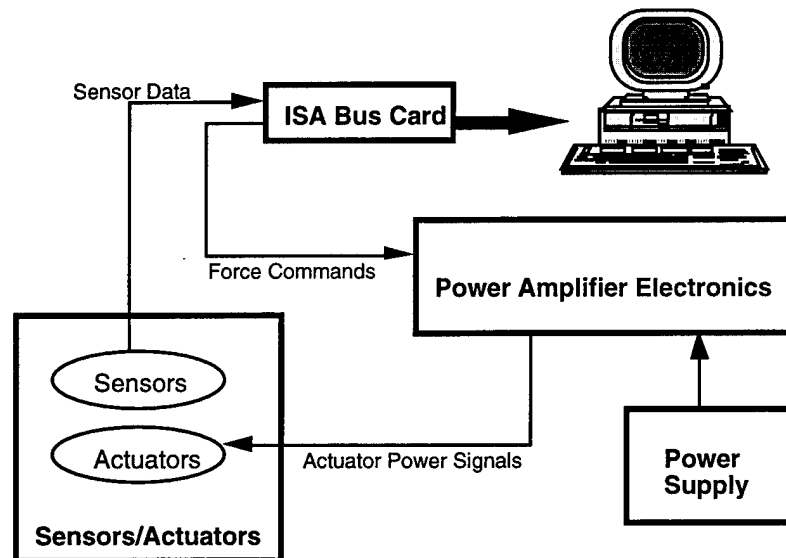 Sensor Data
ISA Bus Card
Force Commands
Power Amplifier Electronics
Sensors
Actuators
Actuator Power Signals
Power
Supply
Sensors/Actuators